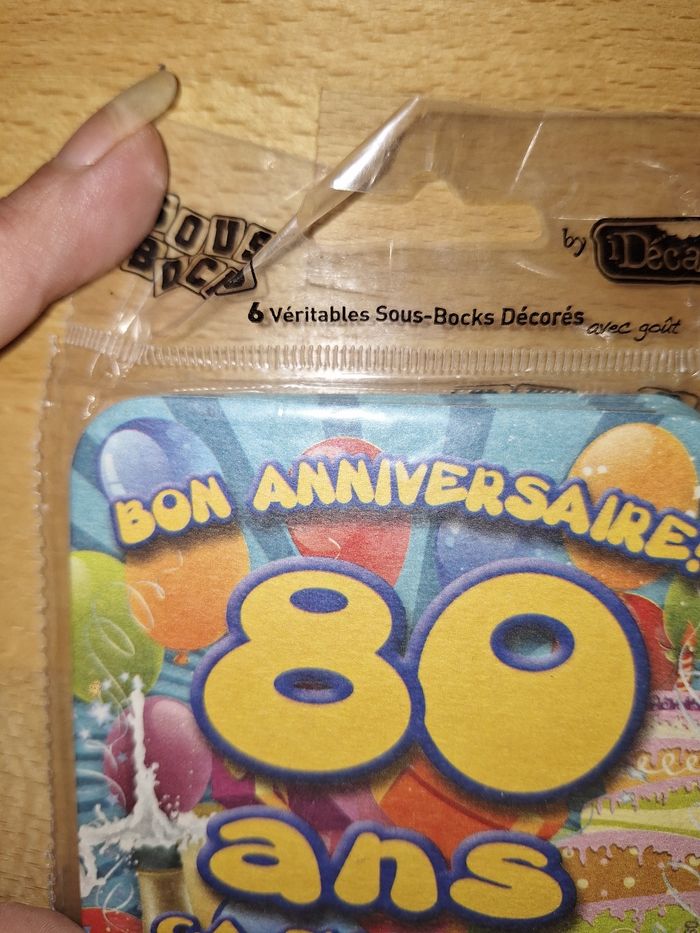 SOUS
BOCK
by iDéca
6 Véritables Sous-Bocks Décorés
avec goût
BON ANNIVERSAIRE!
80
ans